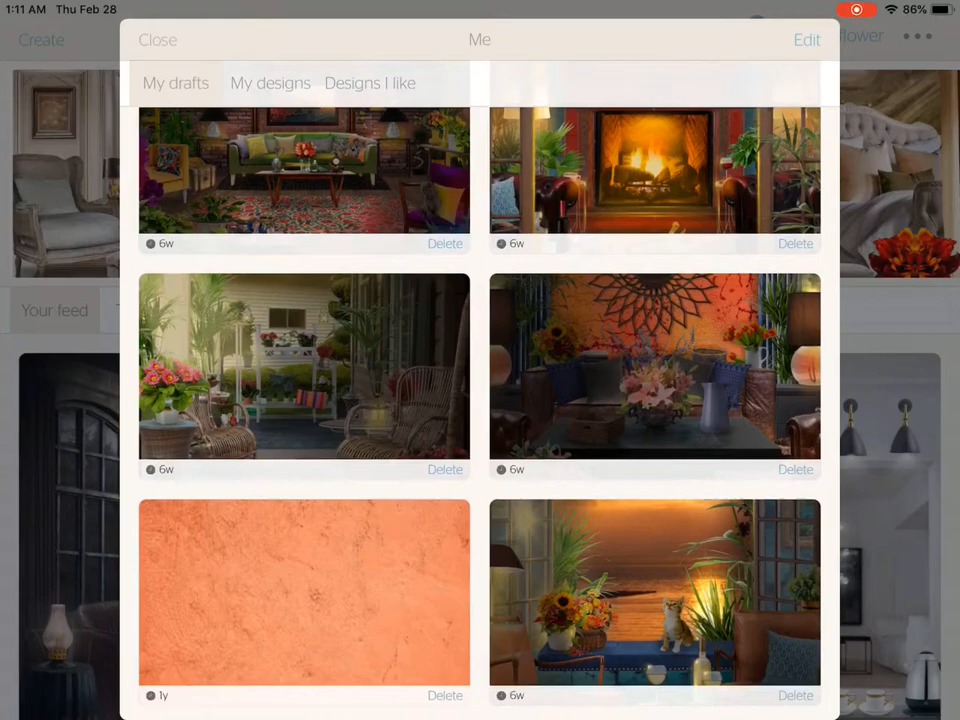 1:11 AM Thu Feb 28
86%
Create
Close
Me
Edit
flower
My drafts
My designs
Designs I like
6w
Delete
6w
Delete
Your feed
6w
Delete
6w
Delete
1y
Delete
6w
Delete